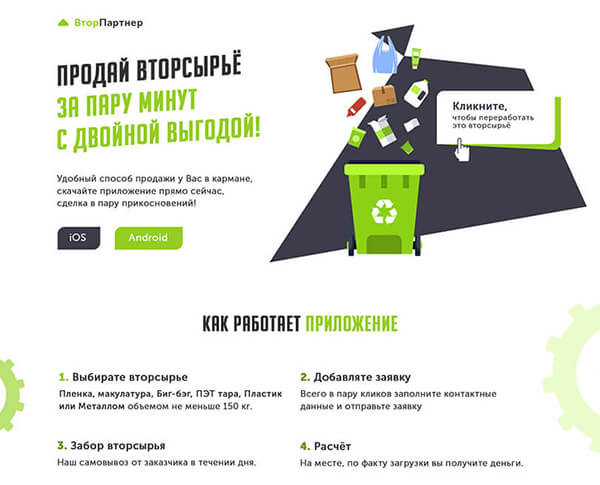 ВторПартнер
ПРОДАЙ ВТОРСЫРЬЁ
ЗА ПАРУ МИНУТ
С ДВОЙНОЙ ВЫГОДОЙ!
Удобный способ продажи у Вас в кармане,
скачайте приложение прямо сейчас,
сделка в пару прикосновений!
iOS
Android
Кликните,
чтобы переработать
это вторсырьё
КАК РАБОТАЕТ ПРИЛОЖЕНИЕ
1. Выбирате вторсырье
Пленка, макулатура, Биг-бэг, ПЭТ тара, Пластик
или Металлом объемом не меньше 150 кг.
2. Добавляте заявку
Всего в пару кликов заполните контактные
данные и отправьте заявку
3. Забор вторсырья
Наш самовывоз от заказчика в течении дня.
4. Расчёт
На месте, по факту загрузки вы получите деньги.